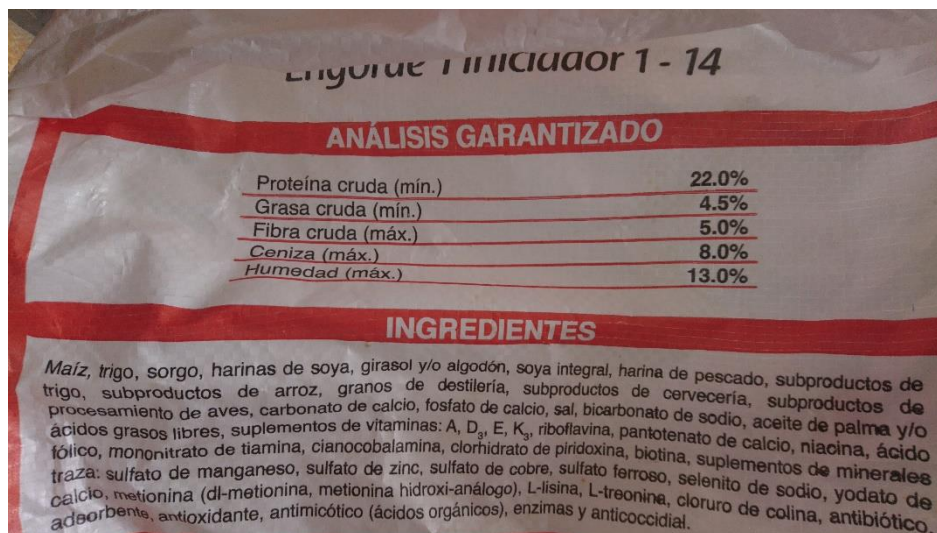 Engorde 1 Iniciador 1 - 14
ANÁLISIS GARANTIZADO
Proteína cruda (mín.) 22.0%
Grasa cruda (mín.) 4.5%
Fibra cruda (máx.) 5.0%
Ceniza (máx.) 8.0%
Humedad (máx.) 13.0%
INGREDIENTES
Maíz, trigo, sorgo, harinas de soya, girasol y/o algodón, soya integral, harina de pescado, subproductos de
trigo, subproductos de arroz, granos de destilería, subproductos de cervecería, subproductos de
procesamiento de aves, carbonato de calcio, fosfato de calcio, sal, bicarbonato de sodio, aceite de palma y/o
ácidos grasos libres, suplementos de vitaminas: A, D₃, E, K₃, riboflavina, pantotenato de calcio, niacina, ácido
fólico, mononitrato de tiamina, cianocobalamina, clorhidrato de piridoxina, biotina, suplementos de minerales
traza: sulfato de manganeso, sulfato de zinc, sulfato de cobre, sulfato ferroso, selenito de sodio, yodato de
calcio, metionina (dl-metionina, metionina hidroxi-análogo), L-lisina, L-treonina, cloruro de colina, antibiótico,
adsorbente, antioxidante, antimicótico (ácidos orgánicos), enzimas y anticoccidial.